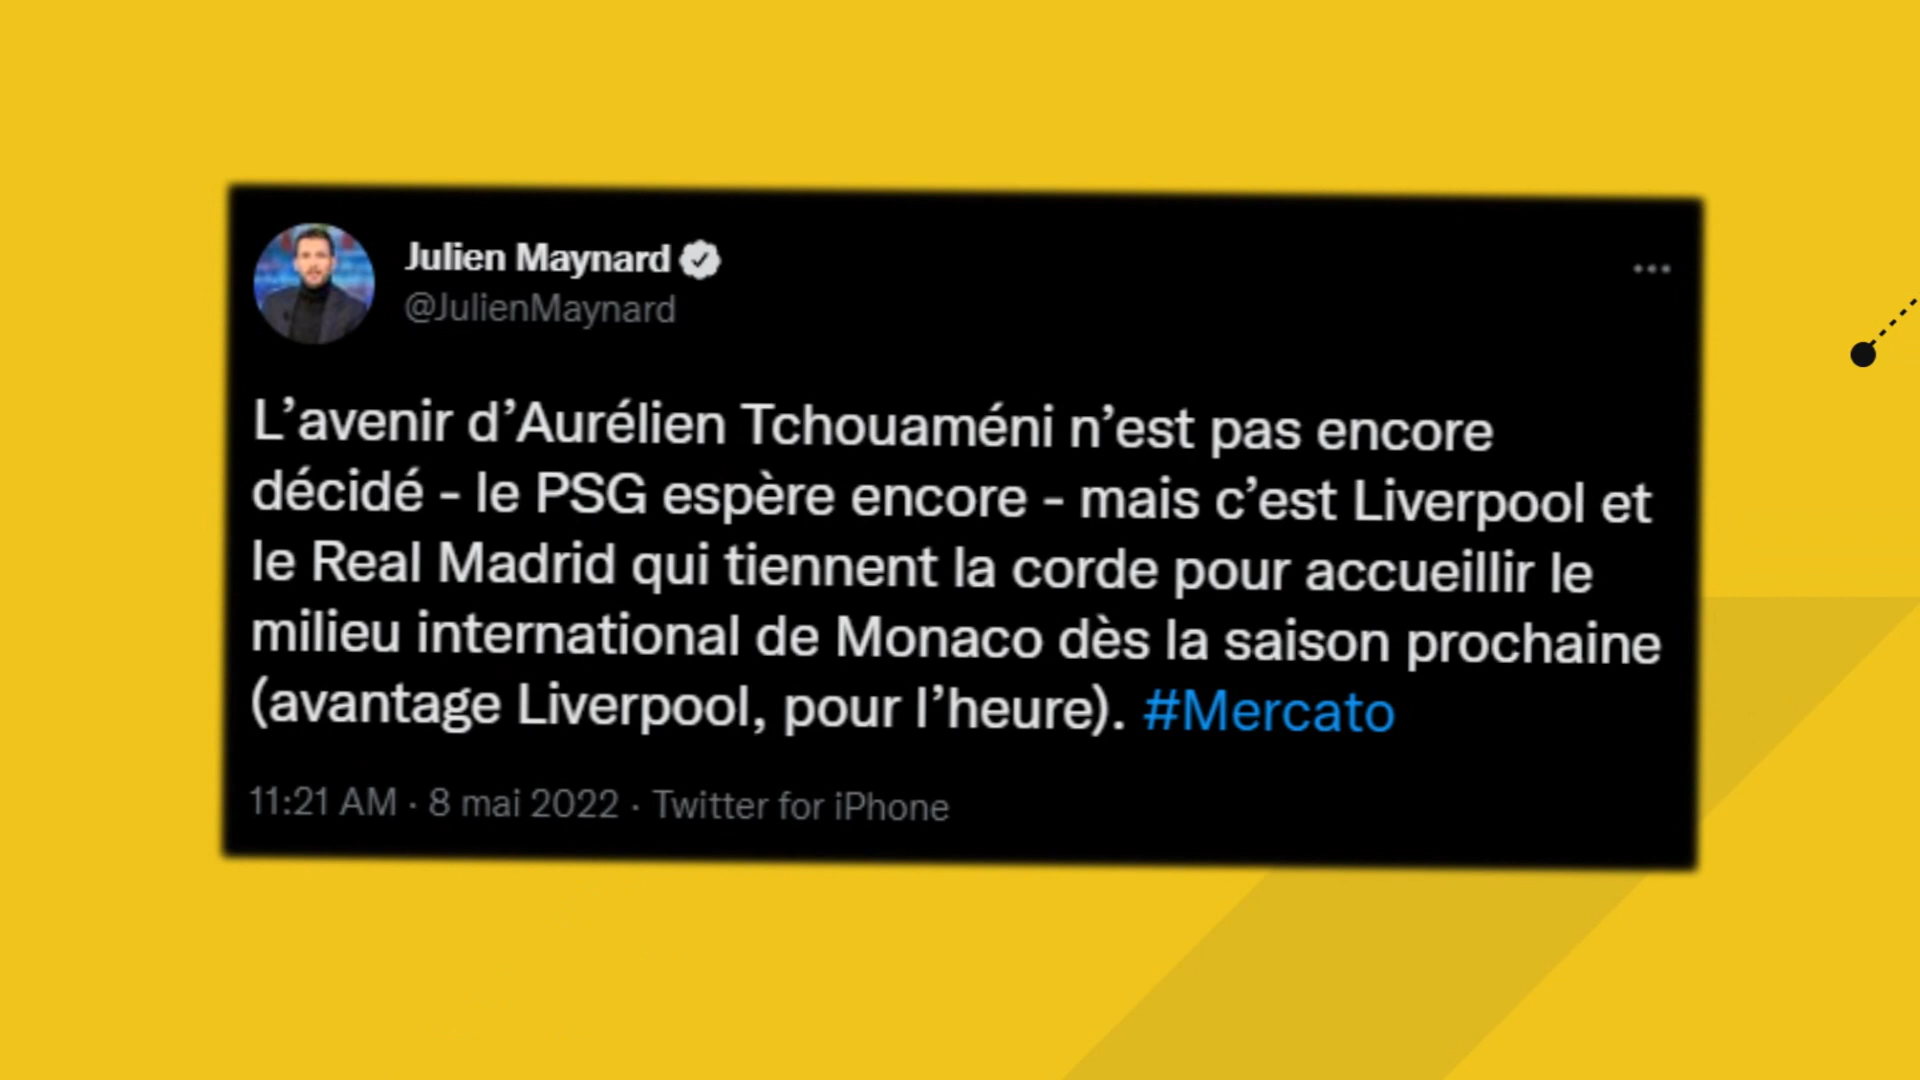 Julien Maynard
@JulienMaynard
L’avenir d’Aurélien Tchouaméni n’est pas encore
décidé - le PSG espère encore - mais c’est Liverpool et
le Real Madrid qui tiennent la corde pour accueillir le
milieu international de Monaco dès la saison prochaine
(avantage Liverpool, pour l’heure). #Mercato
11:21 AM · 8 mai 2022 · Twitter for iPhone